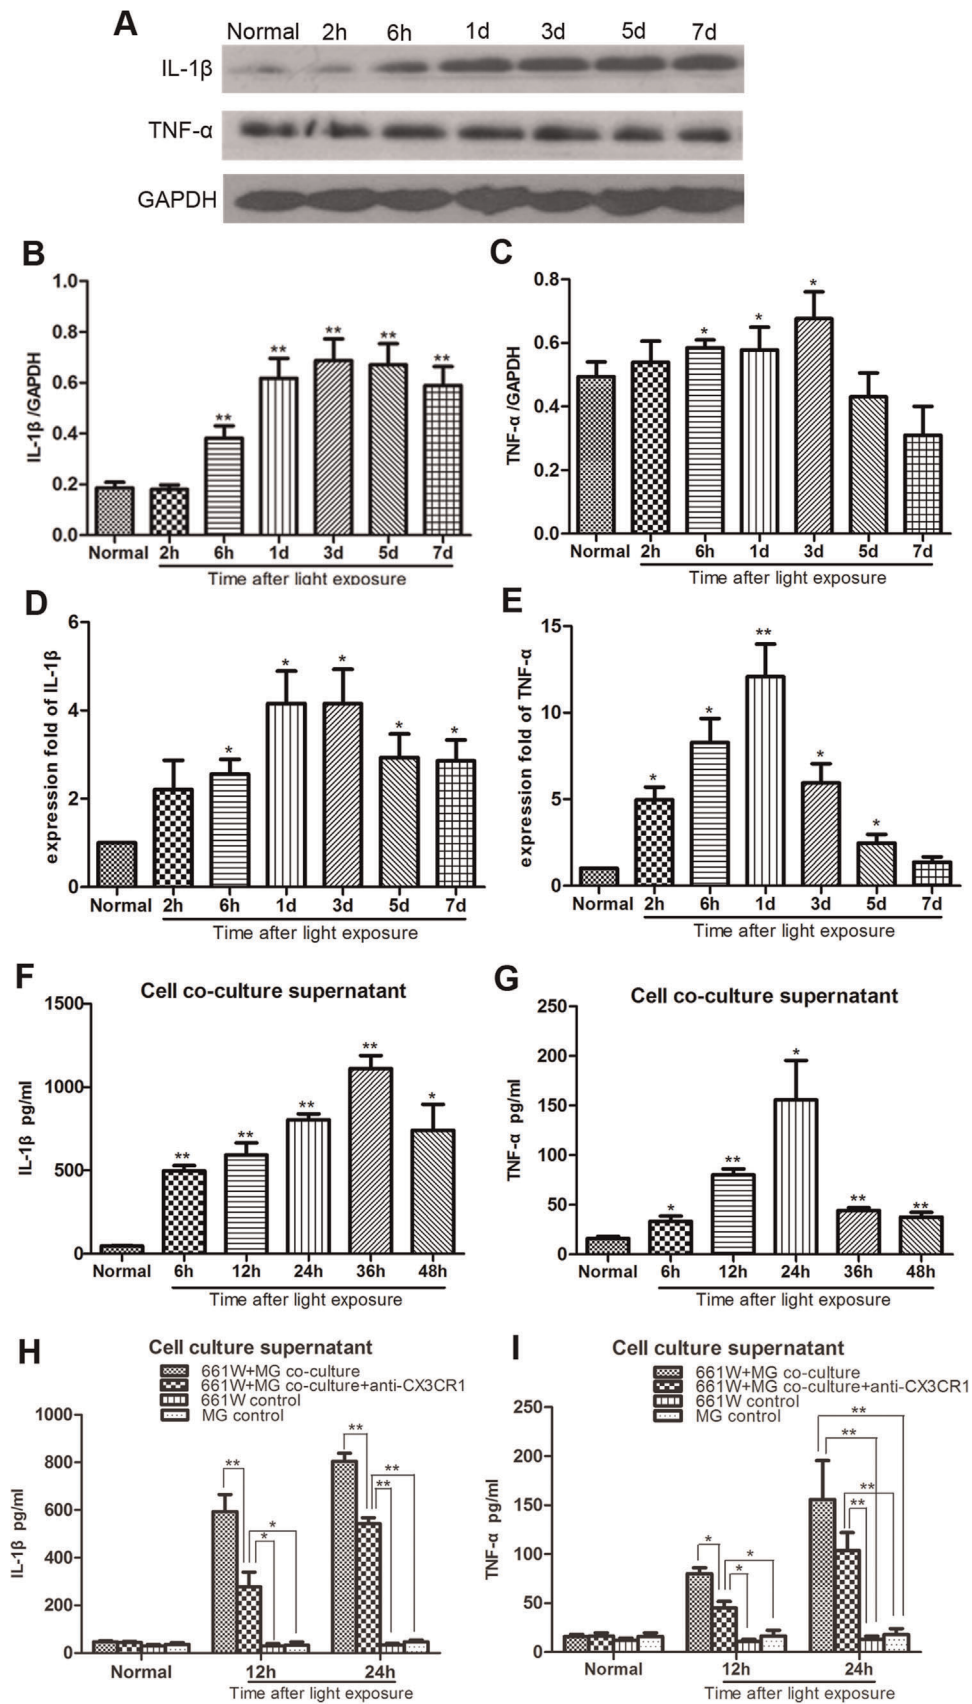 A
Normal 2h 6h 1d 3d 5d 7d
IL-1β
TNF-α
GAPDH
B
IL-1β /GAPDH
1.0
0.8
0.6
0.4
0.2
0.0
** ** ** ** **
Normal 2h 6h 1d 3d 5d 7d
Time after light exposure
C
TNF-α /GAPDH
0.8
0.6
0.4
0.2
0.0
* * *
Normal 2h 6h 1d 3d 5d 7d
Time after light exposure
D
expression fold of IL-1β
6
4
2
0
* * * * *
Normal 2h 6h 1d 3d 5d 7d
Time after light exposure
E
expression fold of TNF-α
15
10
5
0
* * ** * *
Normal 2h 6h 1d 3d 5d 7d
Time after light exposure
F
Cell co-culture supernatant
IL-1β pg/ml
1500
1000
500
0
** ** ** ** *
Normal 6h 12h 24h 36h 48h
Time after light exposure
G
Cell co-culture supernatant
TNF-α pg/ml
250
200
150
100
50
0
* ** * ** **
Normal 6h 12h 24h 36h 48h
Time after light exposure
H
Cell culture supernatant
661W+MG co-culture
661W+MG co-culture+anti-CX3CR1
661W control
MG control
IL-1β pg/ml
1000
800
600
400
200
0
** * * ** ** **
Normal 12h 24h
Time after light exposure
I
Cell culture supernatant
661W+MG co-culture
661W+MG co-culture+anti-CX3CR1
661W control
MG control
TNF-α pg/ml
250
200
150
100
50
0
* * * ** ** ** **
Normal 12h 24h
Time after light exposure